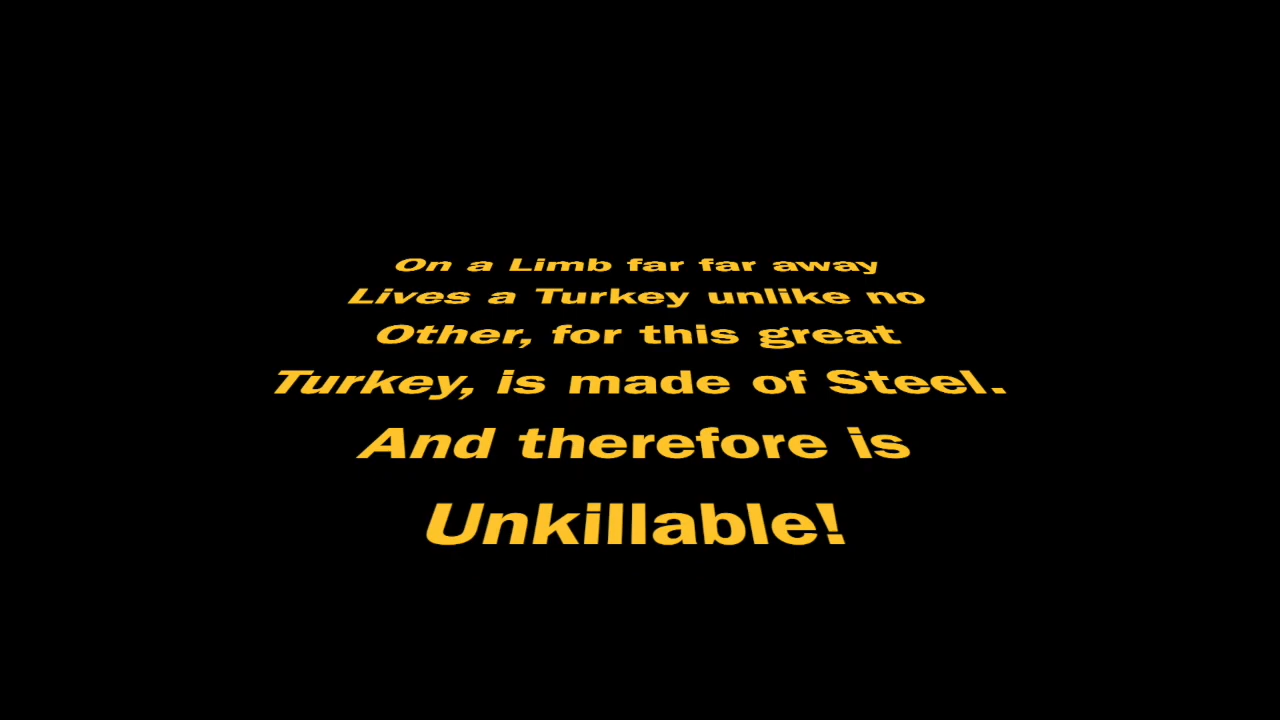 On a Limb far far away
Lives a Turkey unlike no
Other, for this great
Turkey, is made of Steel.
And therefore is
Unkillable!